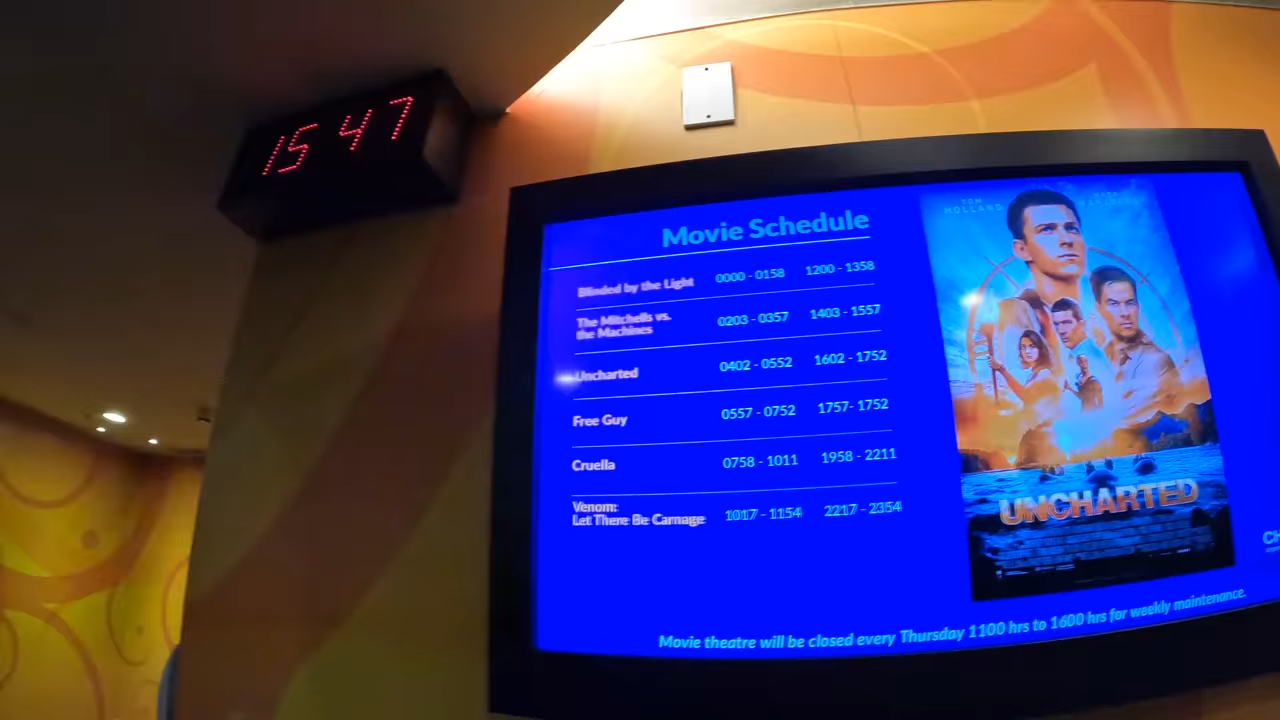 15 47
Movie Schedule
Blinded by the Light 0000 - 0158 1200 - 1358
The Mitchells vs.
the Machines 0203 - 0357 1403 - 1557
Uncharted 0402 - 0552 1602 - 1752
Free Guy 0557 - 0752 1757- 1752
Cruella 0758 - 1011 1958 - 2211
Venom:
Let There Be Carnage 1017 - 1154 2217 - 2354
TOM
HOLLAND
UNCHARTED
CH
Movie theatre will be closed every Thursday 1100 hrs to 1600 hrs for weekly maintenance.